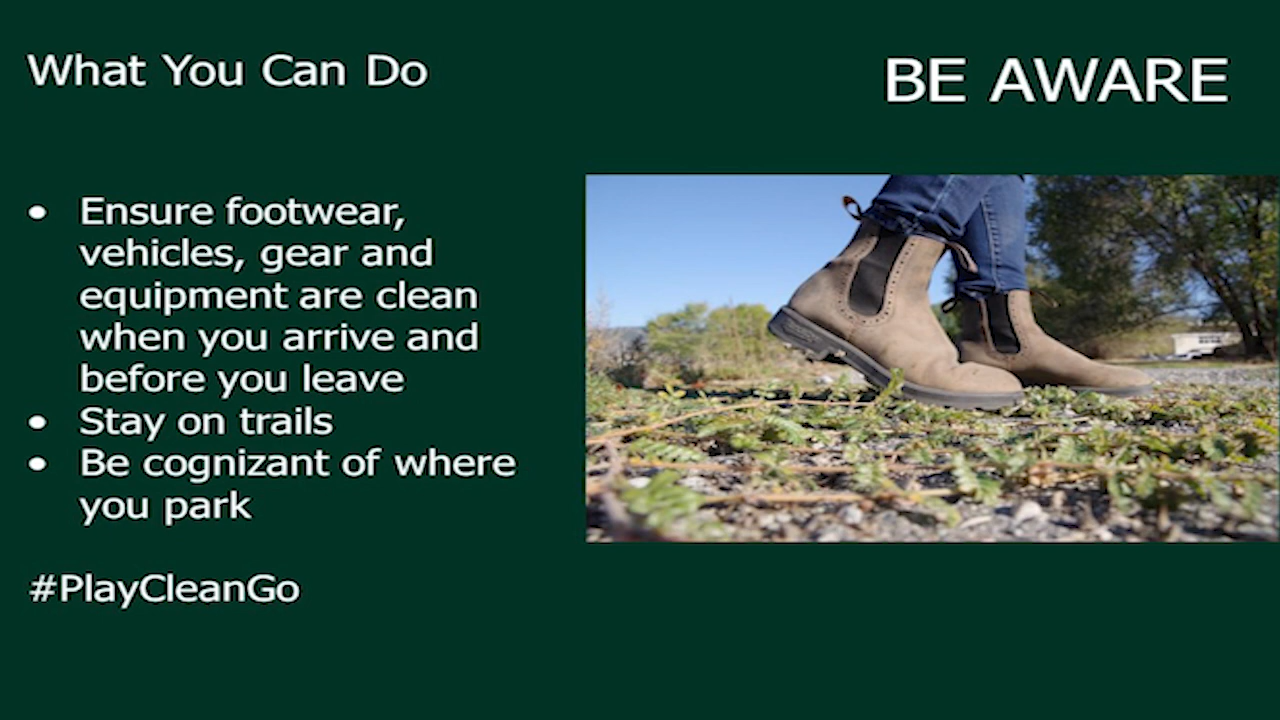 What You Can Do
BE AWARE
• Ensure footwear,
vehicles, gear and
equipment are clean
when you arrive and
before you leave
• Stay on trails
• Be cognizant of where
you park
#PlayCleanGo